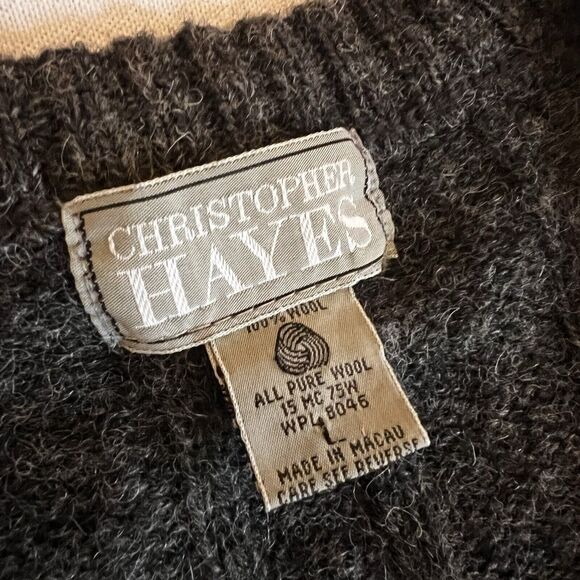 CHRISTOPHER
HAYES
100% WOOL
ALL PURE WOOL
15 MC 75W
WPL 8046
L
MADE IN MACAU
CARE SEE REVERSE